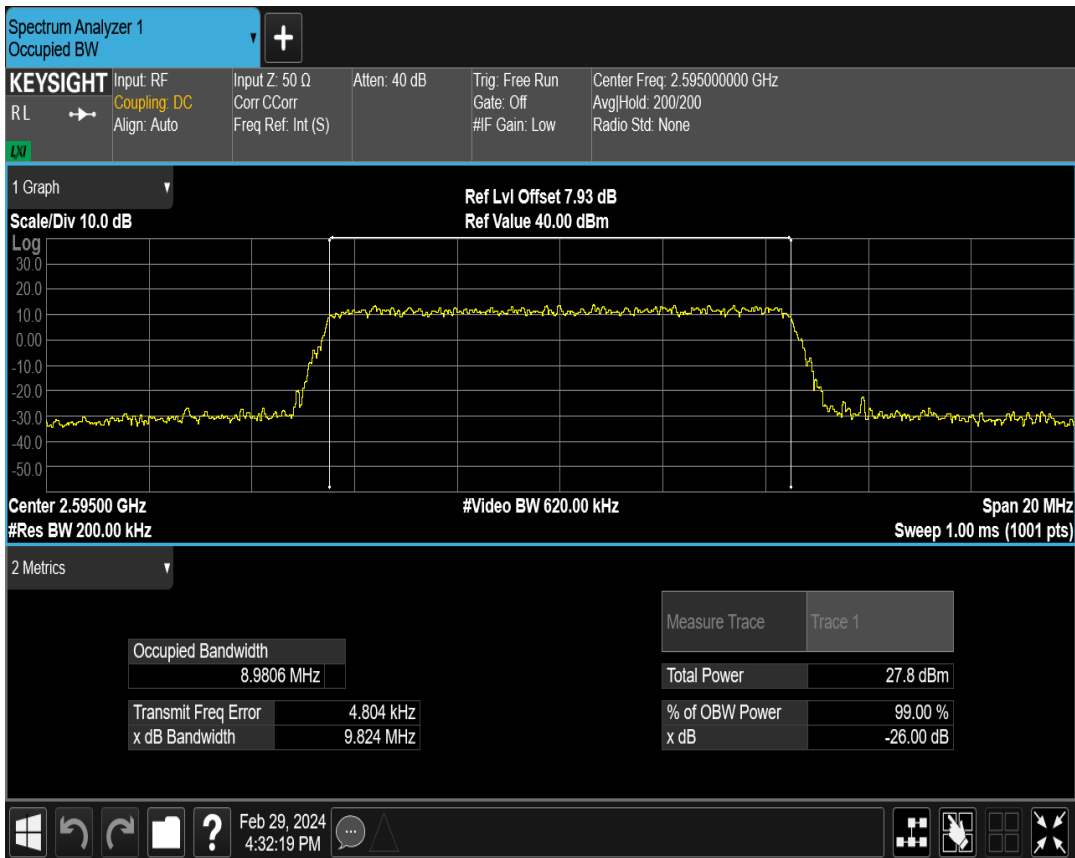 Spectrum Analyzer 1
Occupied BW
+
KEYSIGHT
RL
LXI
Input: RF
Coupling: DC
Align: Auto
Input Z: 50 Ω
Corr CCorr
Freq Ref: Int (S)
Atten: 40 dB
Trig: Free Run
Gate: Off
#IF Gain: Low
Center Freq: 2.595000000 GHz
Avg|Hold: 200/200
Radio Std: None
1 Graph
Scale/Div 10.0 dB
Ref Lvl Offset 7.93 dB
Ref Value 40.00 dBm
Log
30.0
20.0
10.0
0.00
-10.0
-20.0
-30.0
-40.0
-50.0
Center 2.59500 GHz
#Video BW 620.00 kHz
Span 20 MHz
#Res BW 200.00 kHz
Sweep 1.00 ms (1001 pts)
2 Metrics
Measure Trace Trace 1
Occupied Bandwidth
8.9806 MHz
Total Power 27.8 dBm
Transmit Freq Error 4.804 kHz
% of OBW Power 99.00 %
x dB Bandwidth 9.824 MHz
x dB -26.00 dB
?
Feb 29, 2024
4:32:19 PM